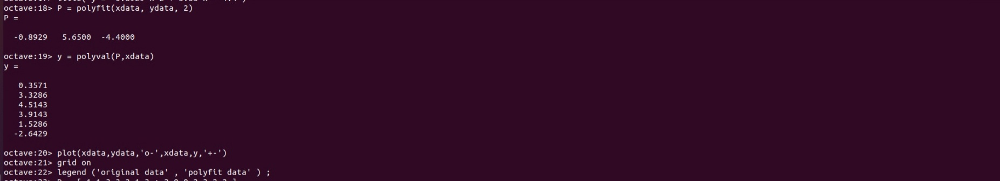 octave:18> P = polyfit(xdata, ydata, 2)
P =
-0.8929 5.6500 -4.4000
octave:19> y = polyval(P,xdata)
y =
0.3571
3.3286
4.5143
3.9143
1.5286
-2.6429
octave:20> plot(xdata,ydata,'o-',xdata,y,'+-')
octave:21> grid on
octave:22> legend ('original data' , 'polyfit data' ) ;